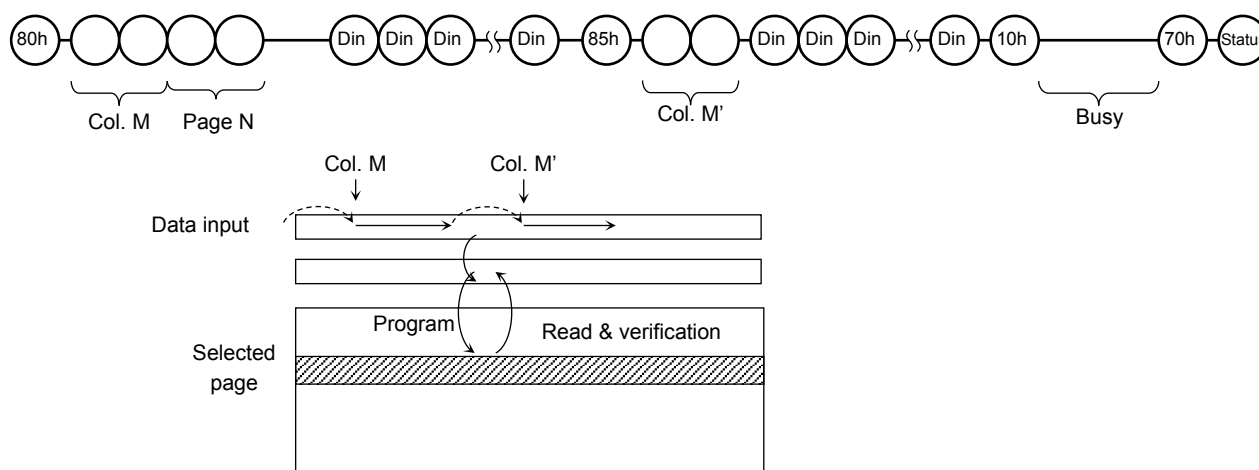 80h Din Din Din Din 85h Din Din Din Din 10h 70h Statu
Col. M Page N Col. M’ Busy
Col. M Col. M’
Data input
Program Read & verification
Selected
page